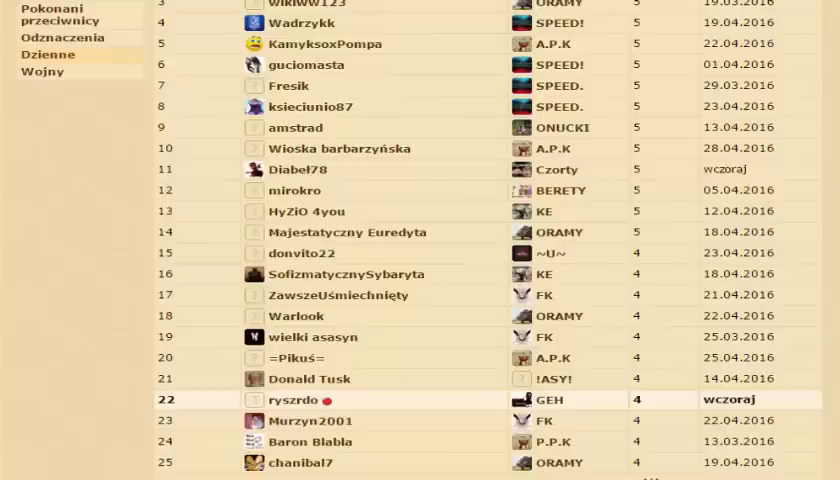 Pokonani
przeciwnicy
Odznaczenia
Dzienne
Wojny
3 wikiww123 ORAMY 5 19.03.2016
4 Wadrzykk SPEED! 5 19.04.2016
5 KamyksoxPompa A.P.K 5 22.04.2016
6 guciomasta SPEED! 5 01.04.2016
7 Fresik SPEED. 5 29.03.2016
8 ksieciunio87 SPEED. 5 23.04.2016
9 amstrad ONUCKI 5 13.04.2016
10 Wioska barbarzyńska A.P.K 5 28.04.2016
11 Diabeł78 Czorty 5 wczoraj
12 mirokro BERETY 5 05.04.2016
13 HyZiO 4you KE 5 12.04.2016
14 Majestatyczny Euredyta ORAMY 5 18.04.2016
15 donvito22 ~U~ 4 23.04.2016
16 SofizmatycznySybaryta KE 4 18.04.2016
17 ZawszeUśmiechnięty FK 4 21.04.2016
18 Warlook ORAMY 4 22.04.2016
19 wielki asasyn FK 4 25.03.2016
20 =Pikuś= A.P.K 4 25.04.2016
21 Donald Tusk !ASY! 4 14.04.2016
22 ryszrdo GEH 4 wczoraj
23 Murzyn2001 FK 4 22.04.2016
24 Baron Blabla P.P.K 4 13.03.2016
25 chanibal7 ORAMY 4 19.04.2016